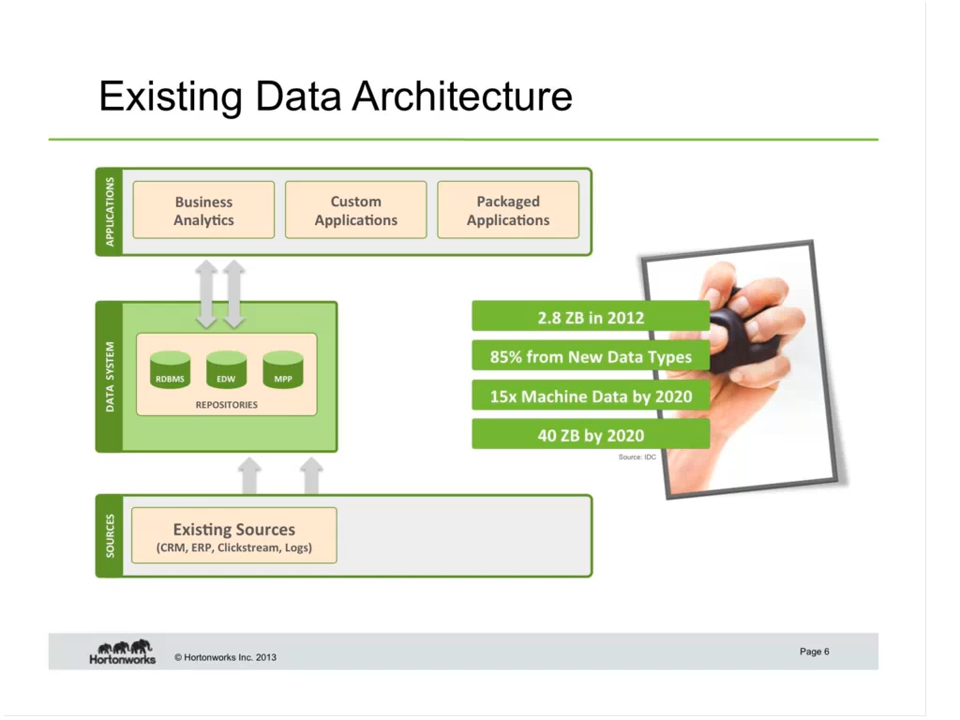 Existing Data Architecture
APPLICATIONS
Business
Analytics
Custom
Applications
Packaged
Applications
DATA SYSTEM
RDBMS
EDW
MPP
REPOSITORIES
2.8 ZB in 2012
85% from New Data Types
15x Machine Data by 2020
40 ZB by 2020
Source: IDC
SOURCES
Existing Sources
(CRM, ERP, Clickstream, Logs)
Hortonworks
© Hortonworks Inc. 2013
Page 6